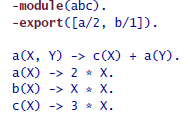 -module(abc).
-export([a/2, b/1]).

a(X, Y) -> c(X) + a(Y).
a(X) -> 2 * X.
b(X) -> X * X.
c(X) -> 3 * X.